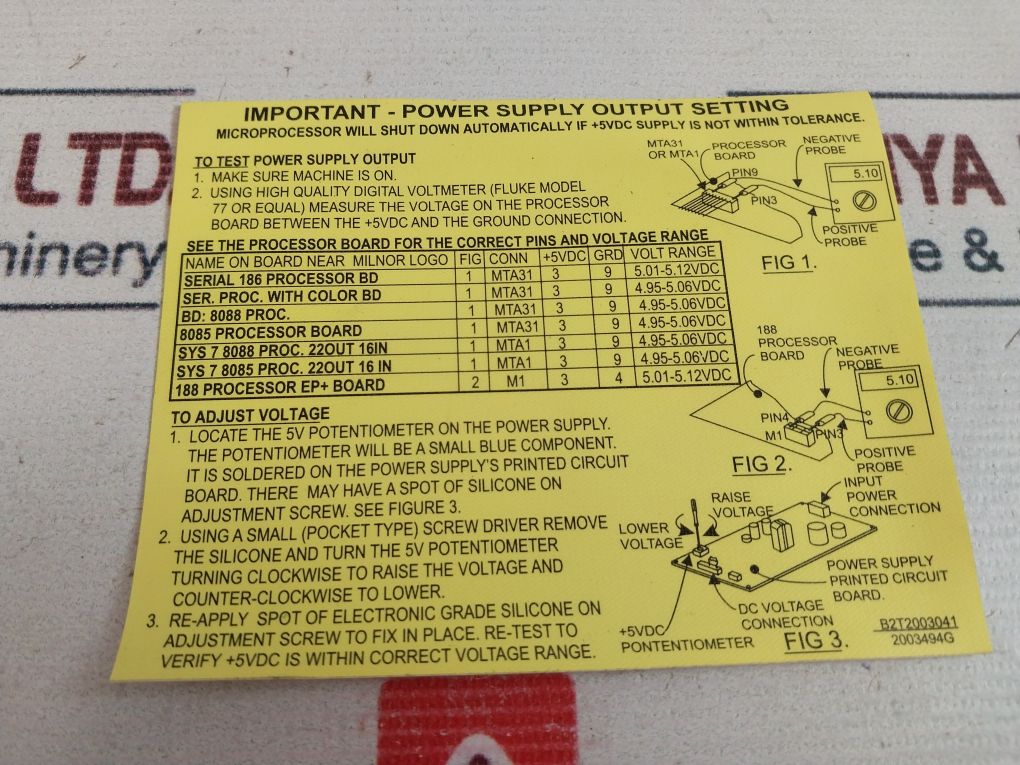 IMPORTANT - POWER SUPPLY OUTPUT SETTING
MICROPROCESSOR WILL SHUT DOWN AUTOMATICALLY IF +5VDC SUPPLY IS NOT WITHIN TOLERANCE.
TO TEST POWER SUPPLY OUTPUT
1. MAKE SURE MACHINE IS ON.
2. USING HIGH QUALITY DIGITAL VOLTMETER (FLUKE MODEL
77 OR EQUAL) MEASURE THE VOLTAGE ON THE PROCESSOR
BOARD BETWEEN THE +5VDC AND THE GROUND CONNECTION.
SEE THE PROCESSOR BOARD FOR THE CORRECT PINS AND VOLTAGE RANGE
NAME ON BOARD NEAR MILNOR LOGO FIG CONN +5VDC GRD VOLT RANGE
SERIAL 186 PROCESSOR BD 1 MTA31 3 9 5.01-5.12VDC
SER. PROC. WITH COLOR BD 1 MTA31 3 9 4.95-5.06VDC
BD: 8088 PROC. 1 MTA31 3 9 4.95-5.06VDC
8085 PROCESSOR BOARD 1 MTA31 3 9 4.95-5.06VDC
SYS 7 8088 PROC. 22OUT 16IN 1 MTA1 3 9 4.95-5.06VDC
SYS 7 8085 PROC. 22OUT 16 IN 1 MTA1 3 9 4.95-5.06VDC
188 PROCESSOR EP+ BOARD 2 M1 3 4 5.01-5.12VDC
TO ADJUST VOLTAGE
1. LOCATE THE 5V POTENTIOMETER ON THE POWER SUPPLY.
THE POTENTIOMETER WILL BE A SMALL BLUE COMPONENT.
IT IS SOLDERED ON THE POWER SUPPLY'S PRINTED CIRCUIT
BOARD. THERE MAY HAVE A SPOT OF SILICONE ON
ADJUSTMENT SCREW. SEE FIGURE 3.
2. USING A SMALL (POCKET TYPE) SCREW DRIVER REMOVE
THE SILICONE AND TURN THE 5V POTENTIOMETER
TURNING CLOCKWISE TO RAISE THE VOLTAGE AND
COUNTER-CLOCKWISE TO LOWER.
3. RE-APPLY SPOT OF ELECTRONIC GRADE SILICONE ON
ADJUSTMENT SCREW TO FIX IN PLACE. RE-TEST TO
VERIFY +5VDC IS WITHIN CORRECT VOLTAGE RANGE.
MTA31
OR MTA1
PROCESSOR
BOARD
NEGATIVE
PROBE
PIN9
PIN3
5.10
POSITIVE
PROBE
FIG 1.
188
PROCESSOR
BOARD
NEGATIVE
PROBE
5.10
PIN4
M1
PIN3
POSITIVE
PROBE
FIG 2.
RAISE
VOLTAGE
LOWER
VOLTAGE
INPUT
POWER
CONNECTION
POWER SUPPLY
PRINTED CIRCUIT
BOARD.
DC VOLTAGE
CONNECTION
+5VDC
PONTENTIOMETER
FIG 3.
B2T2003041
2003494G
LTD
inery
IYA
e &